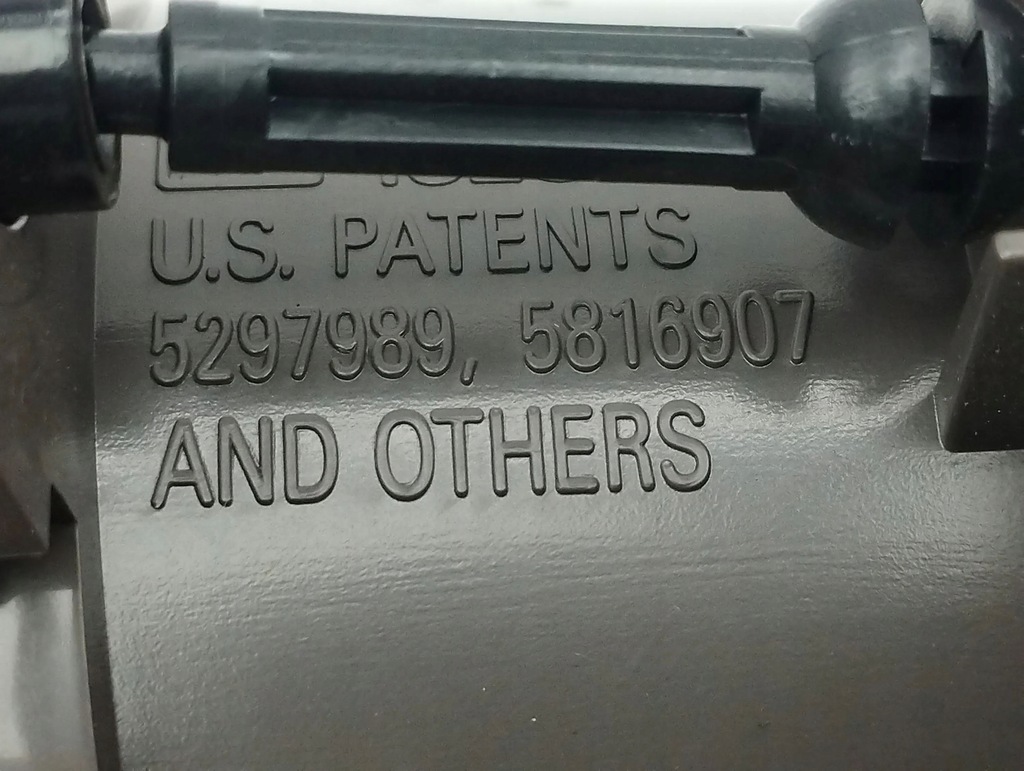 U.S. PATENTS
5297989, 5816907
AND OTHERS